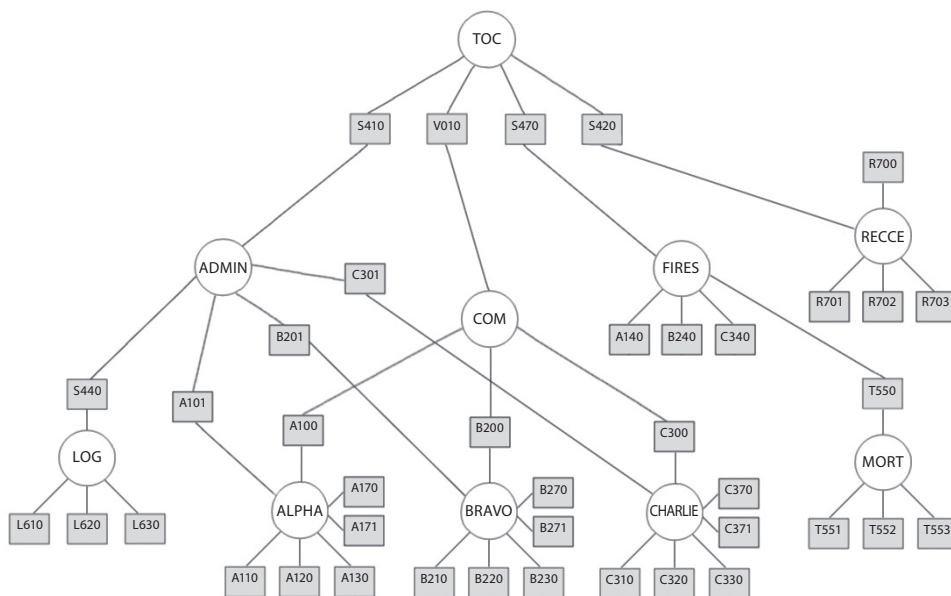 TOC
S410
V010
S470
S420
R700
RECCE
ADMIN
C301
FIRES
R701
R702
R703
COM
B201
A140
B240
C340
S440
A101
T550
A100
B200
C300
LOG
MORT
A170
B270
C370
ALPHA
BRAVO
CHARLIE
L610
L620
L630
A171
B271
C371
T551
T552
T553
A110
A120
A130
B210
B220
B230
C310
C320
C330